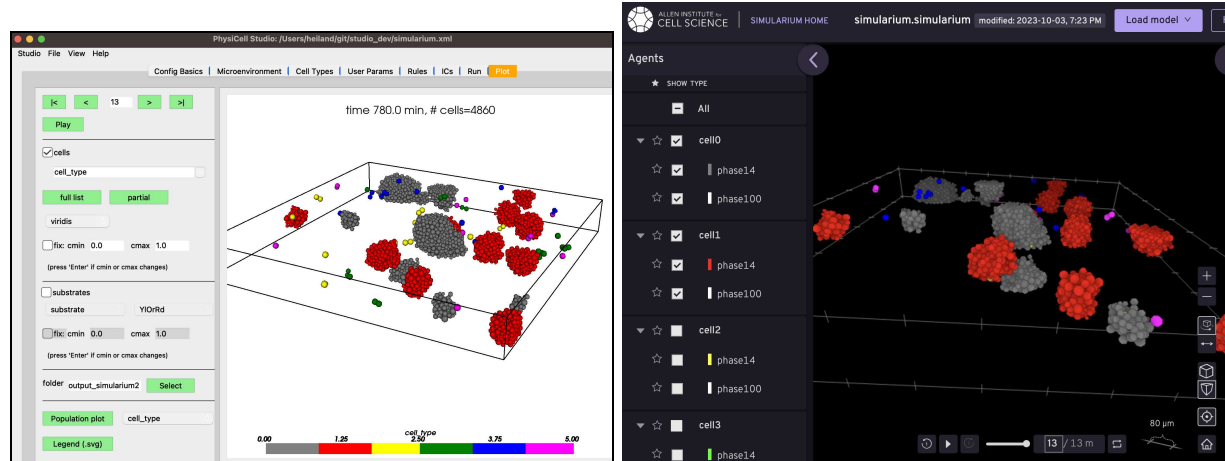 PhysiCell Studio: /Users/heiland/git/studio_dev/simularium.xml
Studio File View Help
Config Basics | Microenvironment | Cell Types | User Params | Rules | ICs | Run | Plot
|< < 13 > >|
Play
cells
cell_type
full list partial
viridis
fix: cmin 0.0 cmax 1.0
(press 'Enter' if cmin or cmax changes)
substrates
substrate YlOrRd
fix: cmin 0.0 cmax 1.0
(press 'Enter' if cmin or cmax changes)
folder output_simularium2 Select
Population plot cell_type
Legend (.svg)
time 780.0 min, # cells=4860
cell_type
0.00 1.25 2.50 3.75 5.00
ALLEN INSTITUTE for
CELL SCIENCE
SIMULARIUM HOME
simularium.simularium modified: 2023-10-03, 7:23 PM
Load model
Agents
SHOW TYPE
All
cell0
phase14
phase100
cell1
phase14
phase100
cell2
phase14
phase100
cell3
phase14
80 µm
13 / 13 m